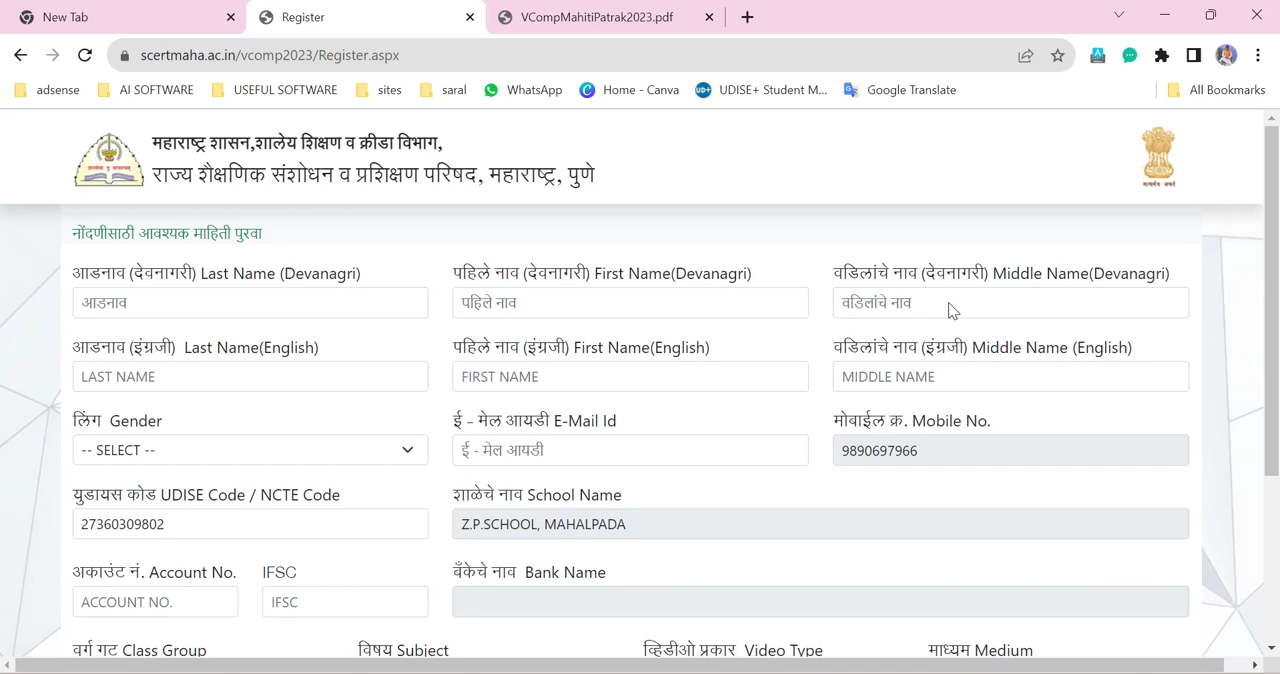 New Tab
Register
VCompMahitiPatrak2023.pdf
scertmaha.ac.in/vcomp2023/Register.aspx
adsense
AI SOFTWARE
USEFUL SOFTWARE
sites
saral
WhatsApp
Home - Canva
UDISE+ Student M...
Google Translate
All Bookmarks
महाराष्ट्र शासन,शालेय शिक्षण व क्रीडा विभाग,
राज्य शैक्षणिक संशोधन व प्रशिक्षण परिषद, महाराष्ट्र, पुणे
सत्यमेव जयते
नोंदणीसाठी आवश्यक माहिती पुरवा
आडनाव (देवनागरी) Last Name (Devanagri)
पहिले नाव (देवनागरी) First Name(Devanagri)
वडिलांचे नाव (देवनागरी) Middle Name(Devanagri)
आडनाव
पहिले नाव
वडिलांचे नाव
आडनाव (इंग्रजी) Last Name(English)
पहिले नाव (इंग्रजी) First Name(English)
वडिलांचे नाव (इंग्रजी) Middle Name (English)
LAST NAME
FIRST NAME
MIDDLE NAME
लिंग Gender
ई - मेल आयडी E-Mail Id
मोबाईल क्र. Mobile No.
-- SELECT --
ई - मेल आयडी
9890697966
युडायस कोड UDISE Code / NCTE Code
शाळेचे नाव School Name
27360309802
Z.P.SCHOOL, MAHALPADA
अकाउंट नं. Account No.
IFSC
बँकेचे नाव Bank Name
ACCOUNT NO.
IFSC
वर्ग गट Class Group
विषय Subject
व्हिडीओ प्रकार Video Type
माध्यम Medium